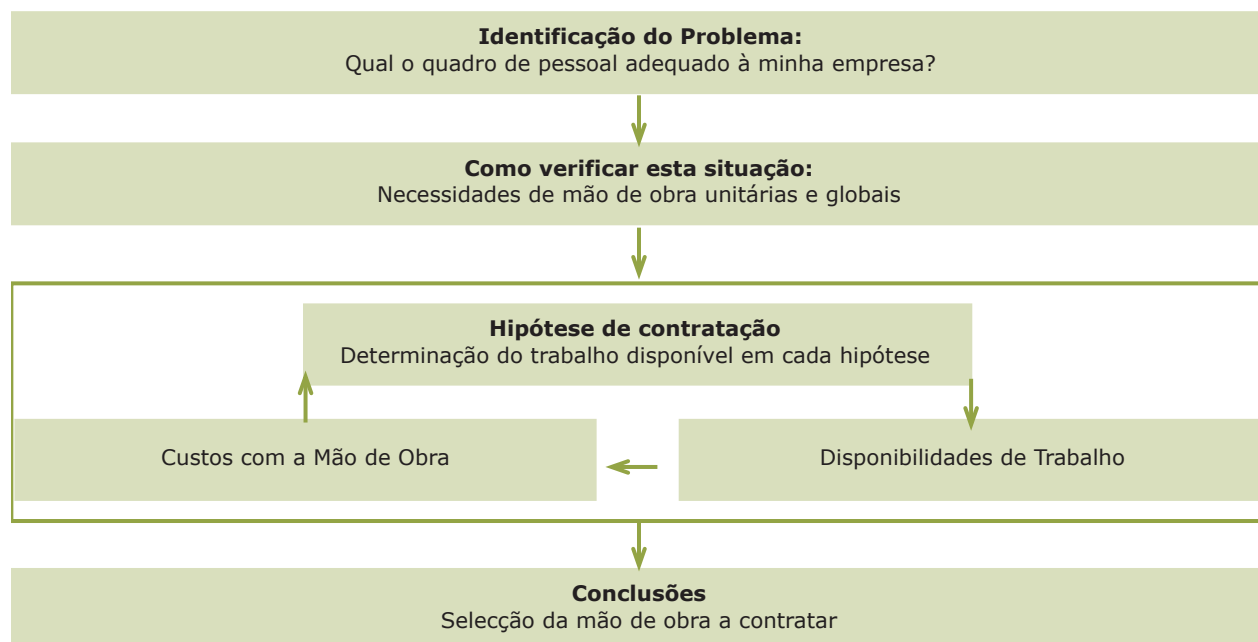 Identificação do Problema:
Qual o quadro de pessoal adequado à minha empresa?
Como verificar esta situação:
Necessidades de mão de obra unitárias e globais
Hipótese de contratação
Determinação do trabalho disponível em cada hipótese
Custos com a Mão de Obra
Disponibilidades de Trabalho
Conclusões
Selecção da mão de obra a contratar